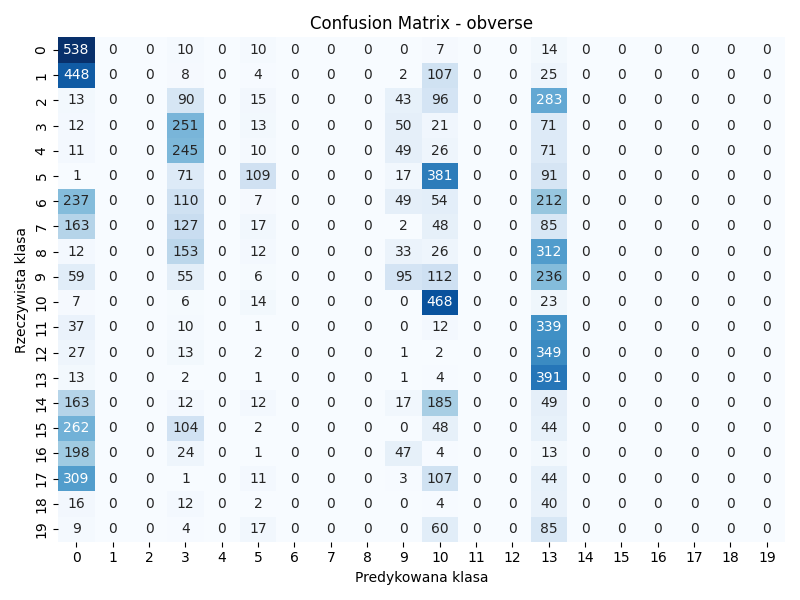 Confusion Matrix - obverse
Rzeczywista klasa
0 538 0 0 10 0 10 0 0 0 0 7 0 0 14 0 0 0 0 0 0
1 448 0 0 8 0 4 0 0 0 2 107 0 0 25 0 0 0 0 0 0
2 13 0 0 90 0 15 0 0 0 43 96 0 0 283 0 0 0 0 0 0
3 12 0 0 251 0 13 0 0 0 50 21 0 0 71 0 0 0 0 0 0
4 11 0 0 245 0 10 0 0 0 49 26 0 0 71 0 0 0 0 0 0
5 1 0 0 71 0 109 0 0 0 17 381 0 0 91 0 0 0 0 0 0
6 237 0 0 110 0 7 0 0 0 49 54 0 0 212 0 0 0 0 0 0
7 163 0 0 127 0 17 0 0 0 2 48 0 0 85 0 0 0 0 0 0
8 12 0 0 153 0 12 0 0 0 33 26 0 0 312 0 0 0 0 0 0
9 59 0 0 55 0 6 0 0 0 95 112 0 0 236 0 0 0 0 0 0
10 7 0 0 6 0 14 0 0 0 0 468 0 0 23 0 0 0 0 0 0
11 37 0 0 10 0 1 0 0 0 0 12 0 0 339 0 0 0 0 0 0
12 27 0 0 13 0 2 0 0 0 1 2 0 0 349 0 0 0 0 0 0
13 13 0 0 2 0 1 0 0 0 1 4 0 0 391 0 0 0 0 0 0
14 163 0 0 12 0 12 0 0 0 17 185 0 0 49 0 0 0 0 0 0
15 262 0 0 104 0 2 0 0 0 0 48 0 0 44 0 0 0 0 0 0
16 198 0 0 24 0 1 0 0 0 47 4 0 0 13 0 0 0 0 0 0
17 309 0 0 1 0 11 0 0 0 3 107 0 0 44 0 0 0 0 0 0
18 16 0 0 12 0 2 0 0 0 0 4 0 0 40 0 0 0 0 0 0
19 9 0 0 4 0 17 0 0 0 0 60 0 0 85 0 0 0 0 0 0
0 1 2 3 4 5 6 7 8 9 10 11 12 13 14 15 16 17 18 19
Predykowana klasa